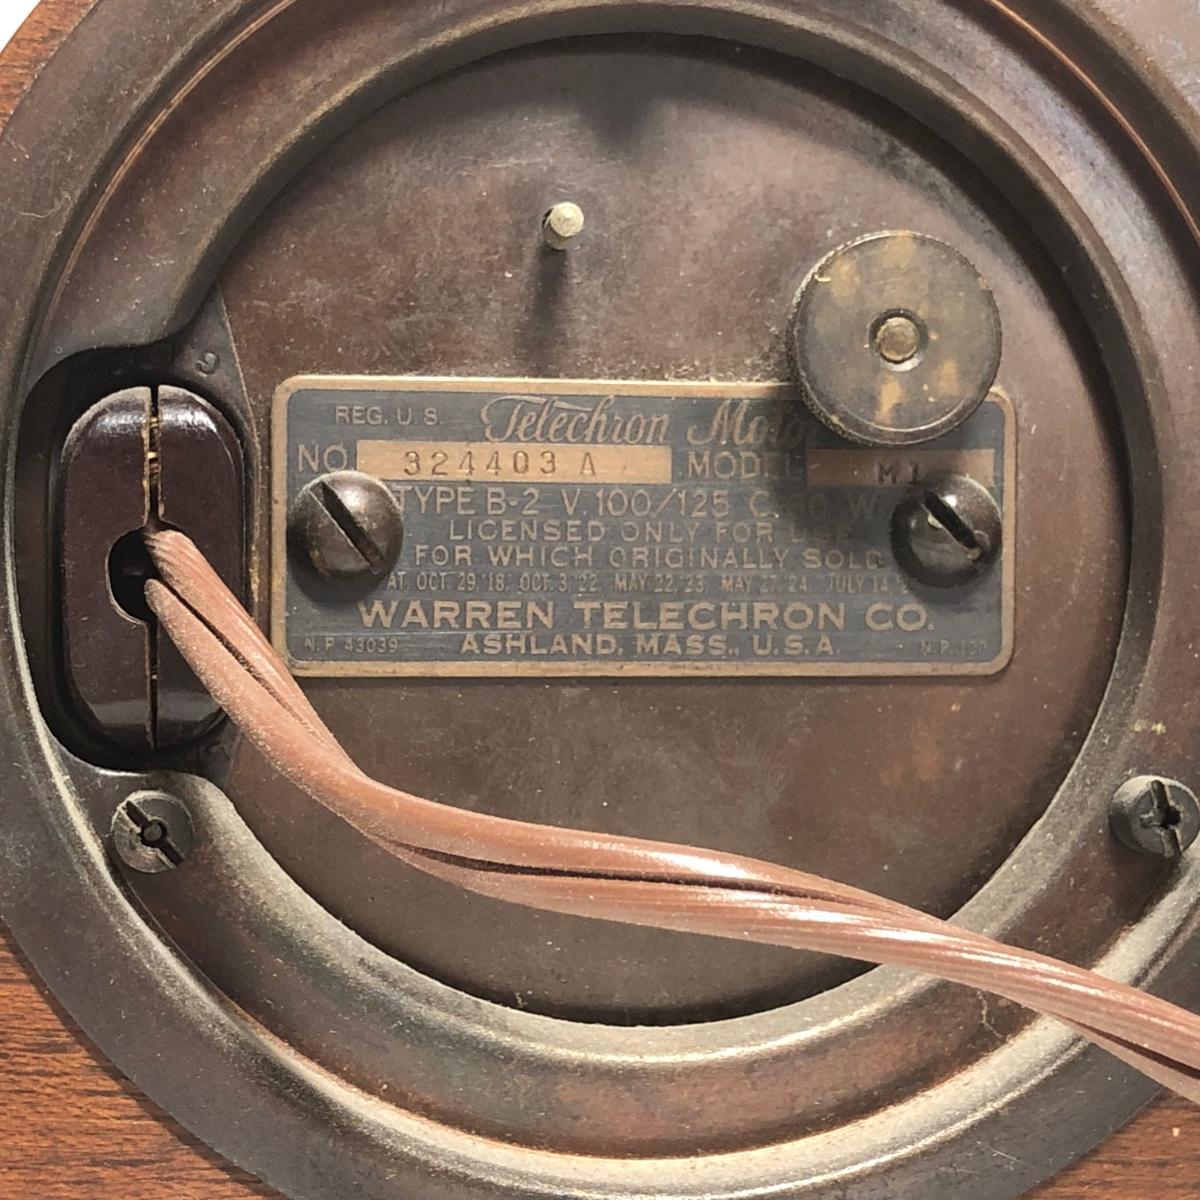 REG. U.S. Telechron Motor
NO. 324403 A MODEL M1
TYPE B-2 V. 100/125 C. 60 W.
LICENSED ONLY FOR USE
FOR WHICH ORIGINALLY SOLD
PAT. OCT. 29 '18, OCT. 3 '22, MAY 22 '23, MAY 27 '24, JULY 14
WARREN TELECHRON CO.
N.P. 43039 ASHLAND, MASS., U.S.A. N.P. 130